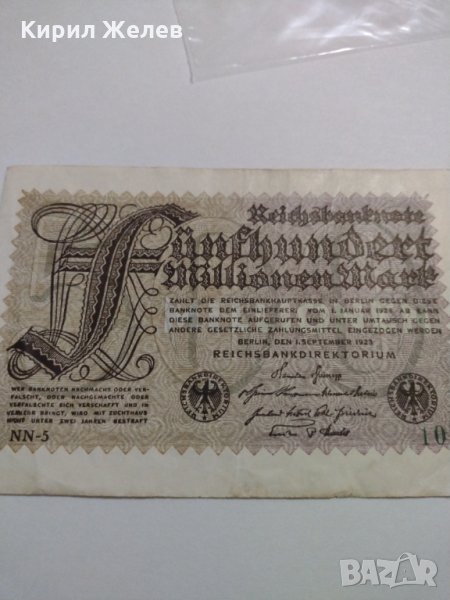 Кирил Желев
Reichsbanknote
Fünfhundert
Millionen Mark
ZAHLT DIE REICHSBANKHAUPTKASSE IN BERLIN GEGEN DIESE
BANKNOTE DEM EINLIEFERER. VOM 1. JANUAR 1924 AB KANN
DIESE BANKNOTE AUFGERUFEN UND UNTER UMTAUSCH GEGEN
ANDERE GESETZLICHE ZAHLUNGSMITTEL EINGEZOGEN WERDEN
BERLIN, DEN 1. SEPTEMBER 1923
REICHSBANKDIREKTORIUM
WER BANKNOTEN NACHMACHT ODER VER-
FÄLSCHT, ODER NACHGEMACHTE ODER
VERFÄLSCHTE SICH VERSCHAFFT UND IN
VERKEHR BRINGT, WIRD MIT ZUCHTHAUS
NICHT UNTER ZWEI JAHREN BESTRAFT
NN-5
10
BAZAR